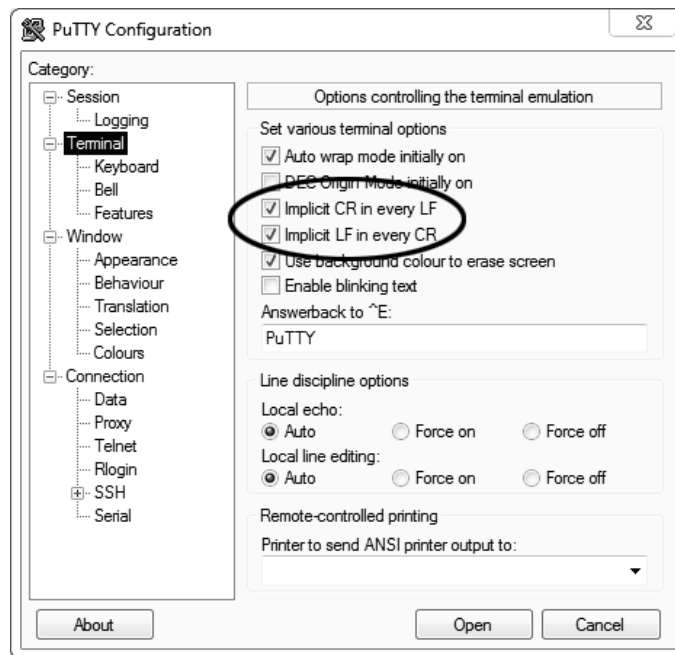 PuTTY Configuration
Category:
Session
Logging
Terminal
Keyboard
Bell
Features
Window
Appearance
Behaviour
Translation
Selection
Colours
Connection
Data
Proxy
Telnet
Rlogin
SSH
Serial
Options controlling the terminal emulation
Set various terminal options
Auto wrap mode initially on
DEC Origin Mode initially on
Implicit CR in every LF
Implicit LF in every CR
Use background colour to erase screen
Enable blinking text
Answerback to ^E:
PuTTY
Line discipline options
Local echo:
Auto Force on Force off
Local line editing:
Auto Force on Force off
Remote-controlled printing
Printer to send ANSI printer output to:
About Open Cancel